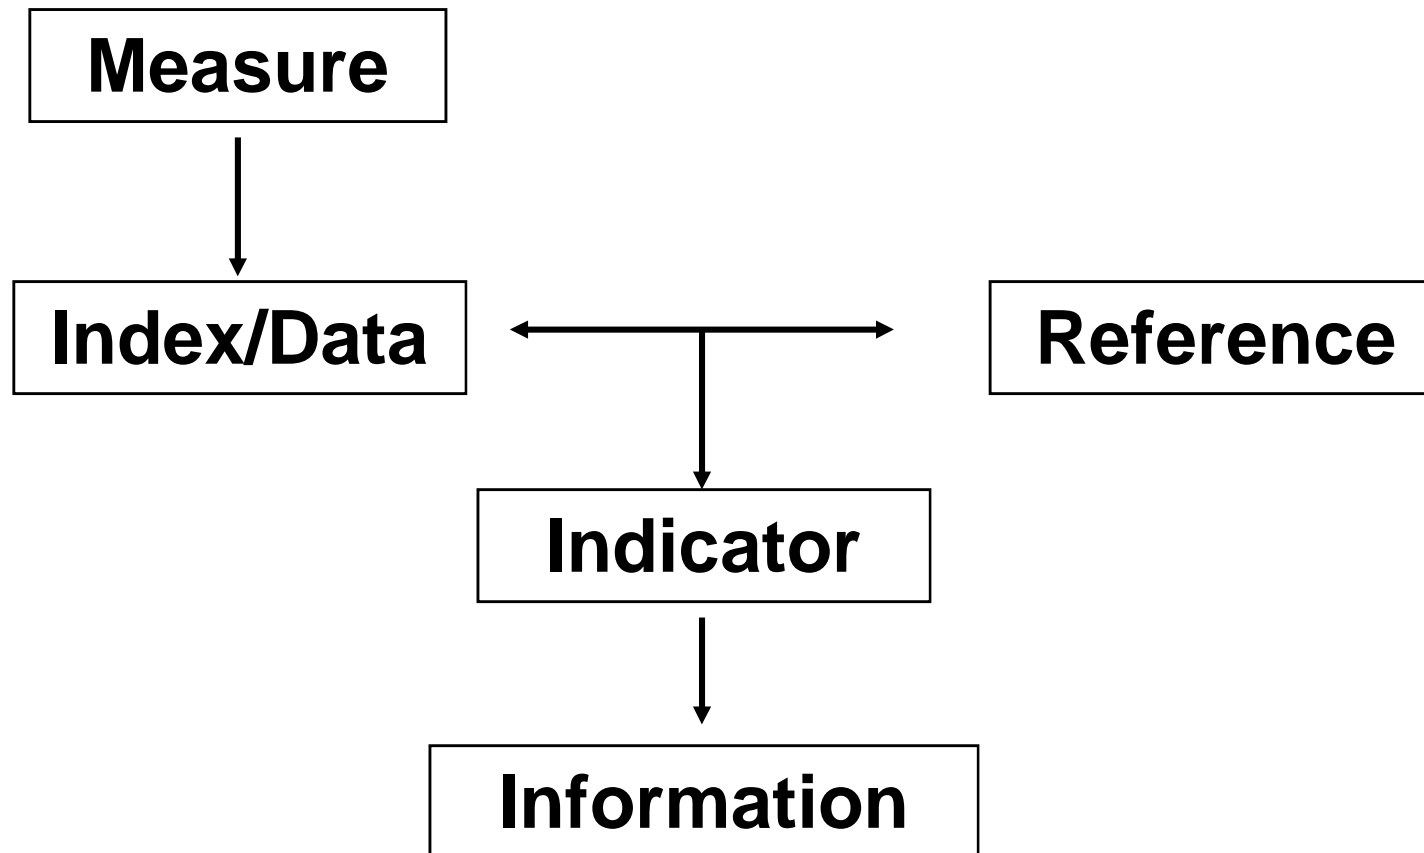 Measure
Index/Data
Reference
Indicator
Information